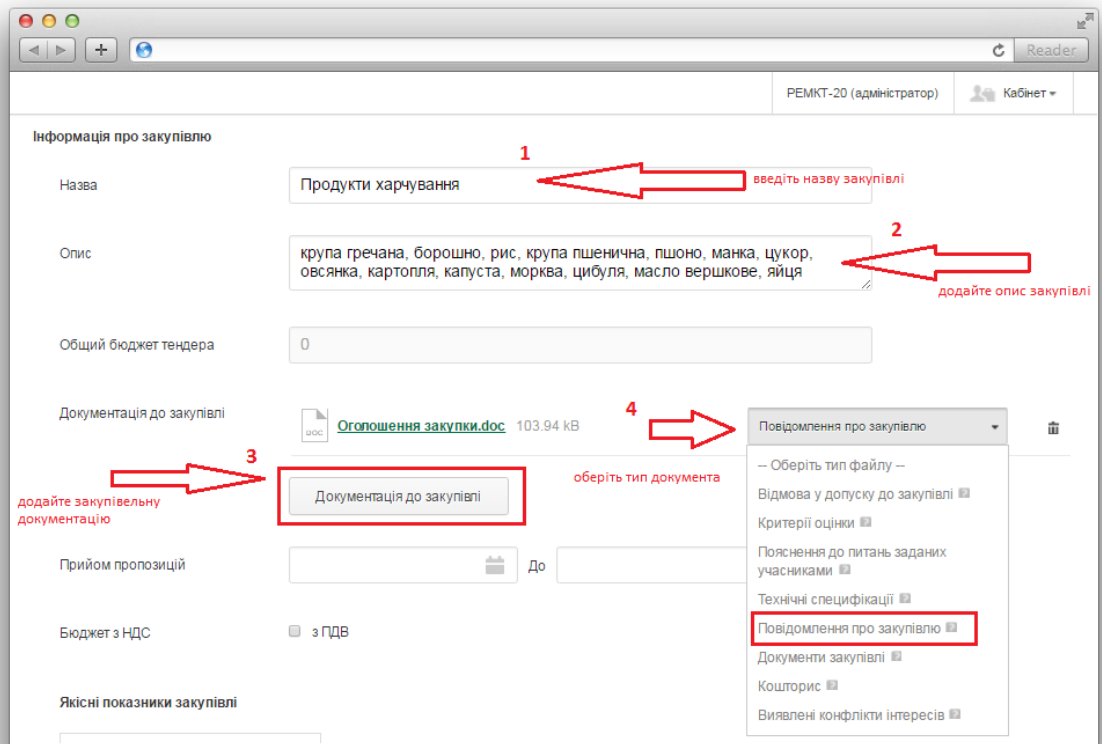 Reader
РЕМКТ-20 (адміністратор)
Кабінет
Інформація про закупівлю
1
Назва
Продукти харчування
введіть назву закупівлі
2
Опис
крупа гречана, борошно, рис, крупа пшенична, пшоно, манка, цукор,
овсянка, картопля, капуста, морква, цибуля, масло вершкове, яйця
додайте опис закупівлі
Общий бюджет тендера
0
Документація до закупівлі
DOC
Оголошення закупки.doc 103.94 kB
4
Повідомлення про закупівлю
3
оберіть тип документа
додайте закупівельну
документацію
Документація до закупівлі
-- Оберіть тип файлу --
Відмова у допуску до закупівлі ?
Критерії оцінки ?
Пояснення до питань заданих
учасниками ?
Технічні специфікації ?
Повідомлення про закупівлю ?
Документи закупівлі ?
Кошторис ?
Виявлені конфлікти інтересів ?
Прийом пропозицій
До
Бюджет з НДС
з ПДВ
Якісні показники закупівлі